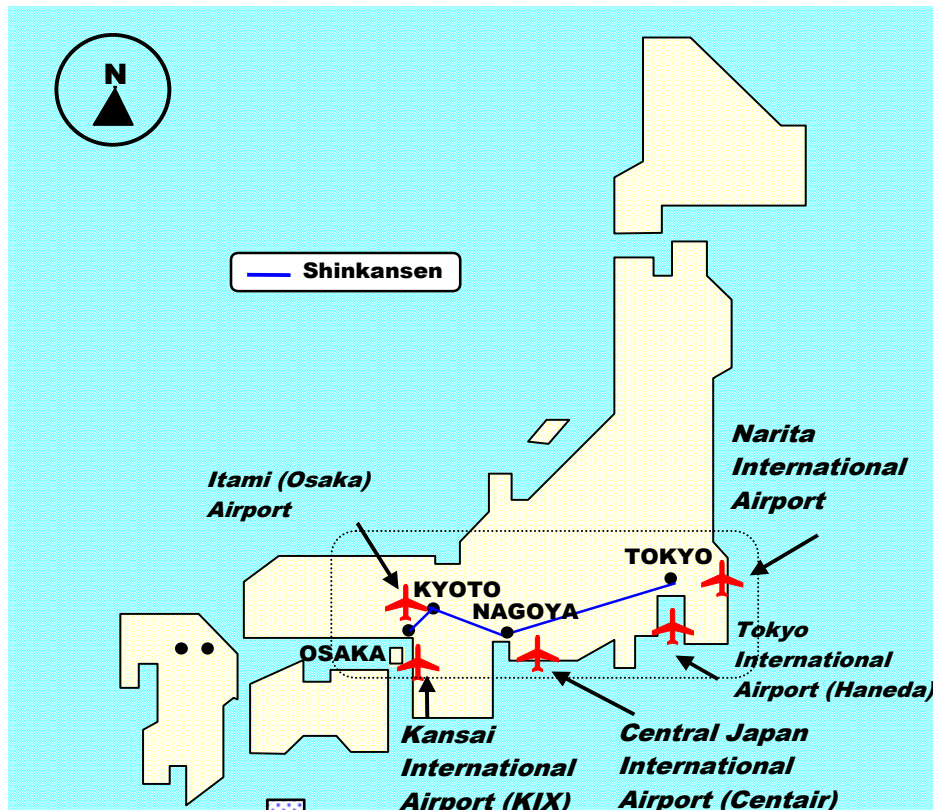 N
Shinkansen
Narita
International
Airport
Itami (Osaka)
Airport
TOKYO
KYOTO
NAGOYA
OSAKA
Tokyo
International
Airport (Haneda)
Kansai
International
Airport (KIX)
Central Japan
International
Airport (Centair)